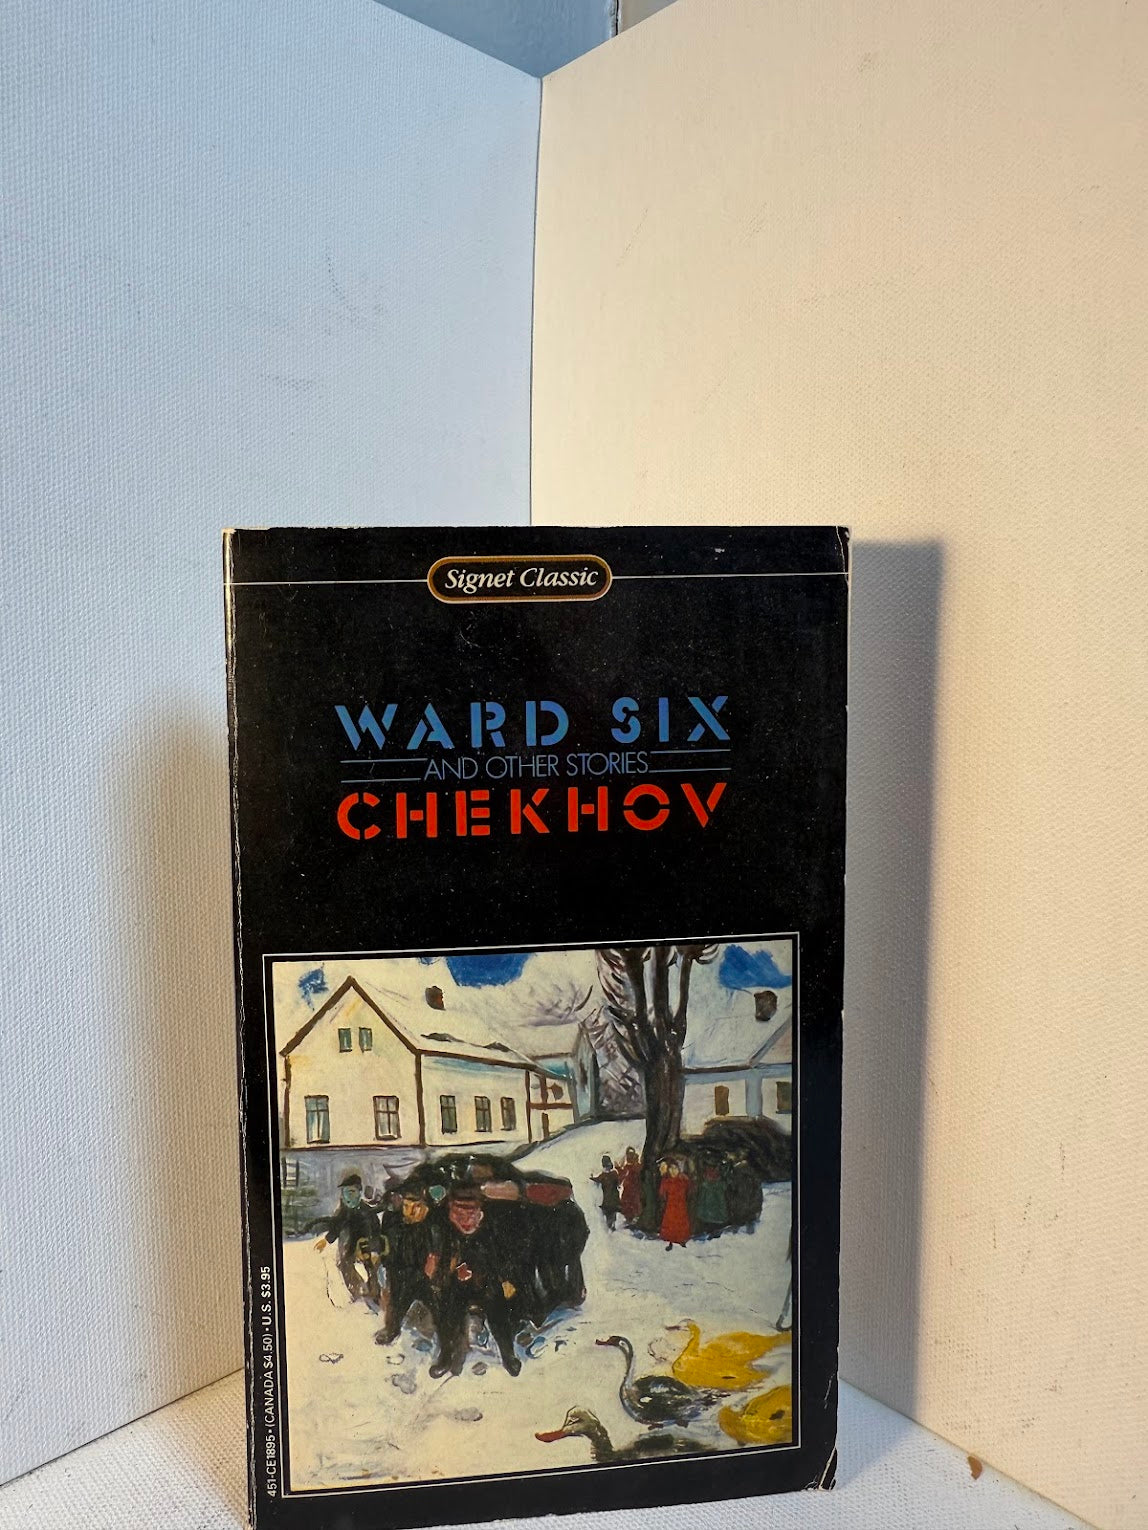 Signet Classic
WARD SIX
AND OTHER STORIES
CHEKHOV
451-CE1895 • (CANADA $4.50) • U.S. $3.95